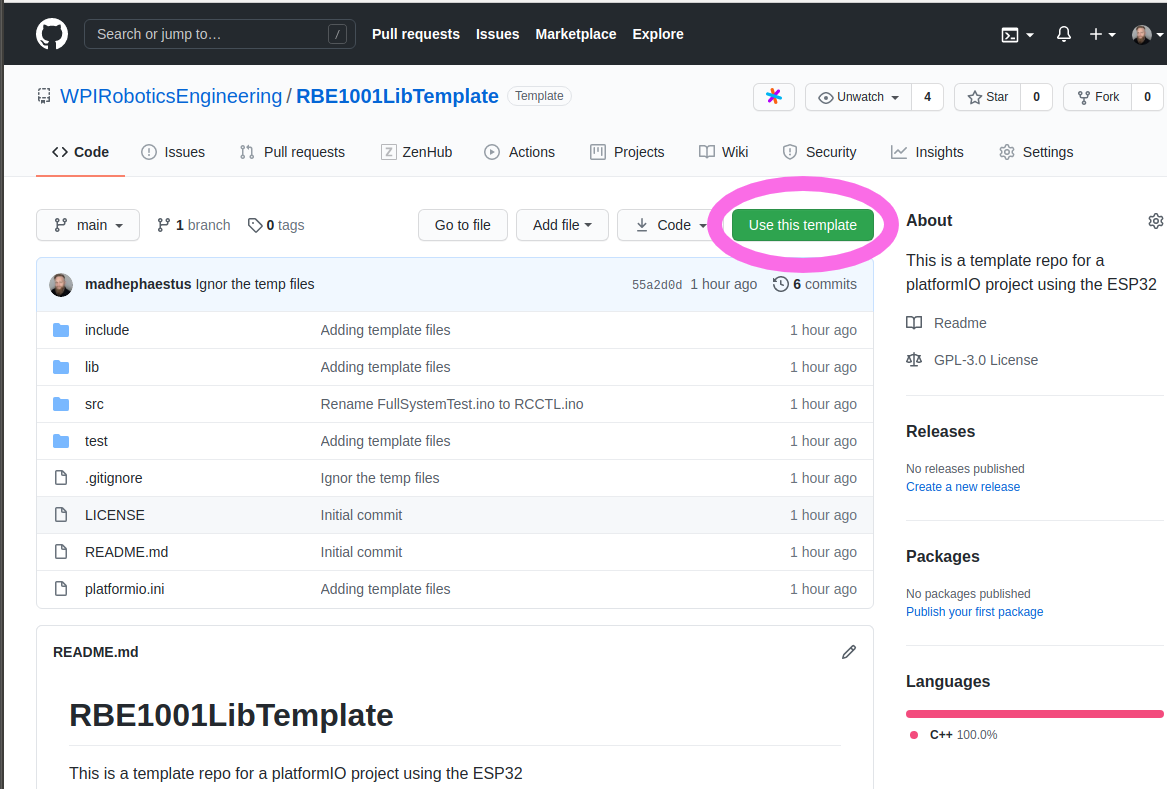 Search or jump to… /
Pull requests Issues Marketplace Explore
WPIRoboticsEngineering / RBE1001LibTemplate Template
Unwatch 4 Star 0 Fork 0
Code Issues Pull requests ZenHub Actions Projects Wiki Security Insights Settings
main 1 branch 0 tags Go to file Add file Code Use this template
madhephaestus Ignor the temp files 55a2d0d 1 hour ago 6 commits
include Adding template files 1 hour ago
lib Adding template files 1 hour ago
src Rename FullSystemTest.ino to RCCTL.ino 1 hour ago
test Adding template files 1 hour ago
.gitignore Ignor the temp files 1 hour ago
LICENSE Initial commit 1 hour ago
README.md Initial commit 1 hour ago
platformio.ini Adding template files 1 hour ago
README.md
RBE1001LibTemplate
This is a template repo for a platformIO project using the ESP32
About
This is a template repo for a
platformIO project using the ESP32
Readme
GPL-3.0 License
Releases
No releases published
Create a new release
Packages
No packages published
Publish your first package
Languages
C++ 100.0%